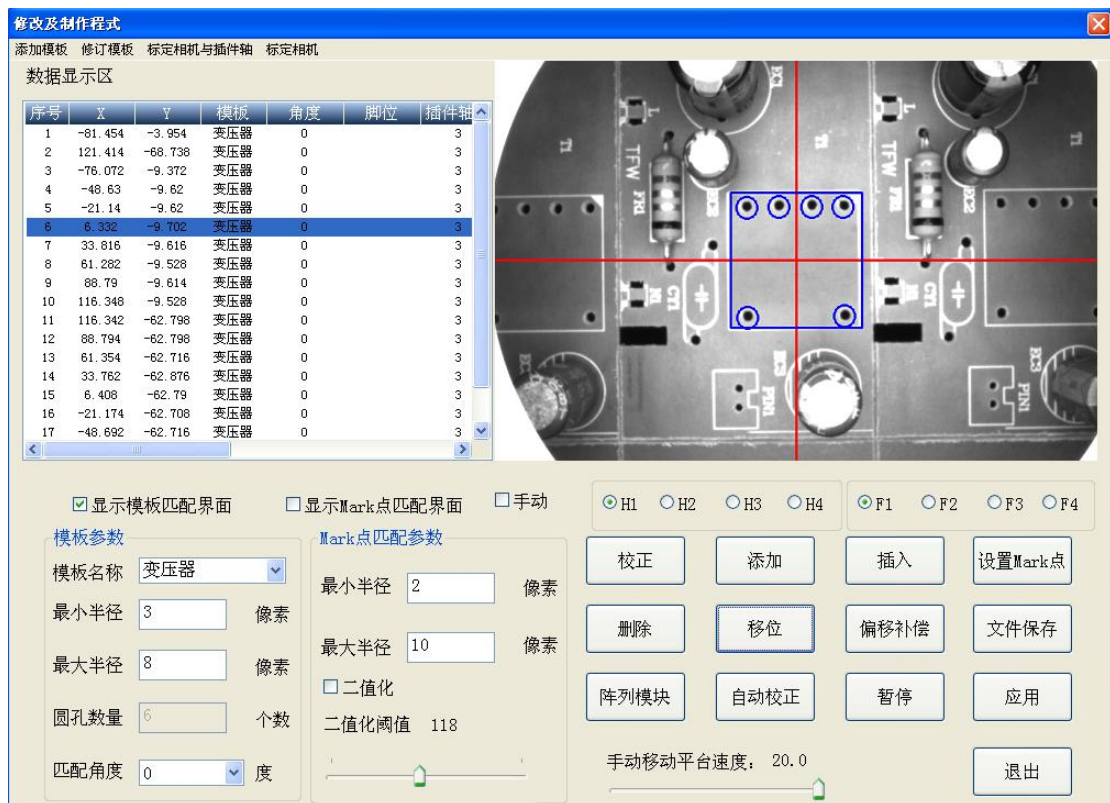 修改及制作程式
添加模板 修订模板 标定相机与插件轴 标定相机
数据显示区
序号 X Y 模板 角度 脚位 插件轴
1 -81.454 -3.954 变压器 0 3
2 121.414 -68.738 变压器 0 3
3 -76.072 -9.372 变压器 0 3
4 -48.63 -9.62 变压器 0 3
5 -21.14 -9.62 变压器 0 3
6 6.332 -9.702 变压器 0 3
7 33.816 -9.616 变压器 0 3
8 61.282 -9.528 变压器 0 3
9 88.79 -9.614 变压器 0 3
10 116.348 -9.528 变压器 0 3
11 116.342 -62.798 变压器 0 3
12 88.794 -62.798 变压器 0 3
13 61.354 -62.716 变压器 0 3
14 33.762 -62.876 变压器 0 3
15 6.408 -62.79 变压器 0 3
16 -21.174 -62.708 变压器 0 3
17 -48.692 -62.716 变压器 0 3
EC1
L
L
T1
T1
T1
TFW
TFW
FR1
FR1
EC2
EC2
N1
CY1
CY1
EC3
EC3
PIN1
PIN1
显示模板匹配界面 显示Mark点匹配界面 手动
H1 H2 H3 H4 F1 F2 F3 F4
模板参数
模板名称 变压器
最小半径 3 像素
最大半径 8 像素
圆孔数量 6 个数
匹配角度 0 度
Mark点匹配参数
最小半径 2 像素
最大半径 10 像素
二值化
二值化阈值 118
校正 添加 插入 设置Mark点
删除 移位 偏移补偿 文件保存
阵列模块 自动校正 暂停 应用
手动移动平台速度: 20.0
退出